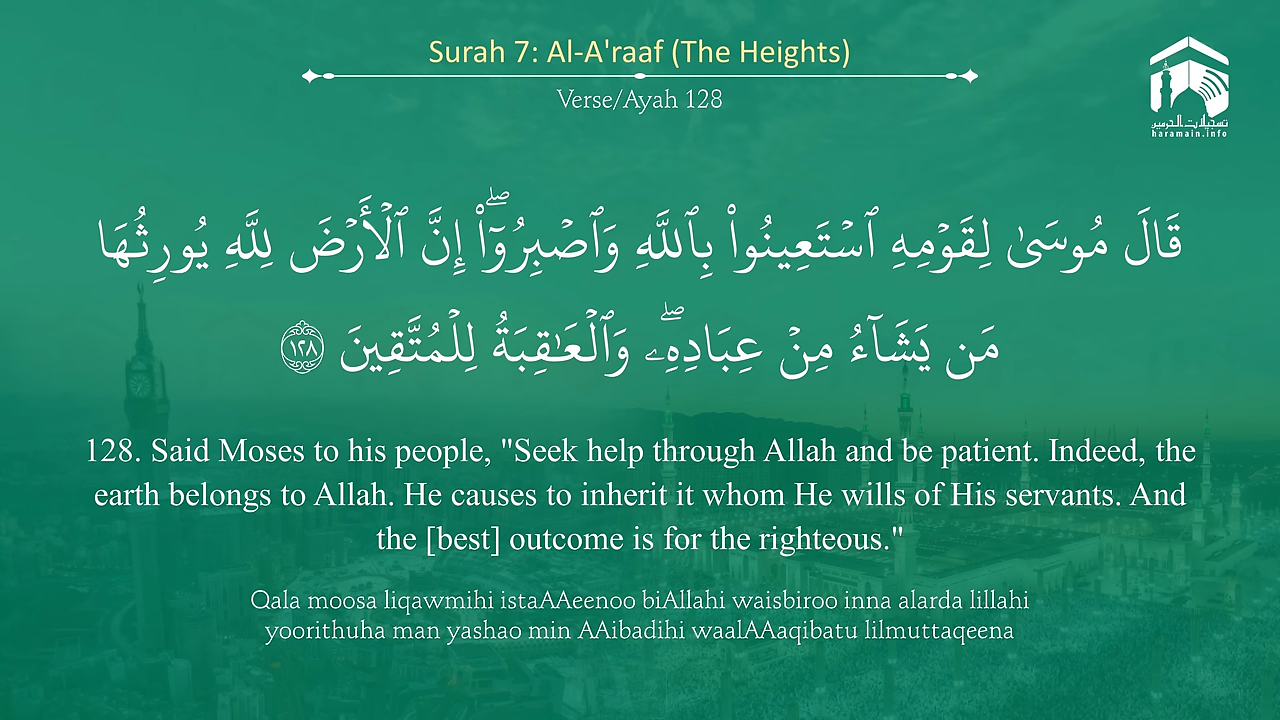 Surah 7: Al-A'raaf (The Heights)
Verse/Ayah 128
تسجيلات الحرمين
haramain.info
قَالَ مُوسَىٰ لِقَوْمِهِ ٱسْتَعِينُوا۟ بِٱللَّهِ وَٱصْبِرُوٓا۟ ۖ إِنَّ ٱلْأَرْضَ لِلَّهِ يُورِثُهَا
مَن يَشَآءُ مِنْ عِبَادِهِۦ ۖ وَٱلْعَـٰقِبَةُ لِلْمُتَّقِينَ ١٢٨
128. Said Moses to his people, "Seek help through Allah and be patient. Indeed, the
earth belongs to Allah. He causes to inherit it whom He wills of His servants. And
the [best] outcome is for the righteous."
Qala moosa liqawmihi istaAAeenoo biAllahi waisbiroo inna alarda lillahi
yoorithuha man yashao min AAibadihi waalAAaqibatu lilmuttaqeena